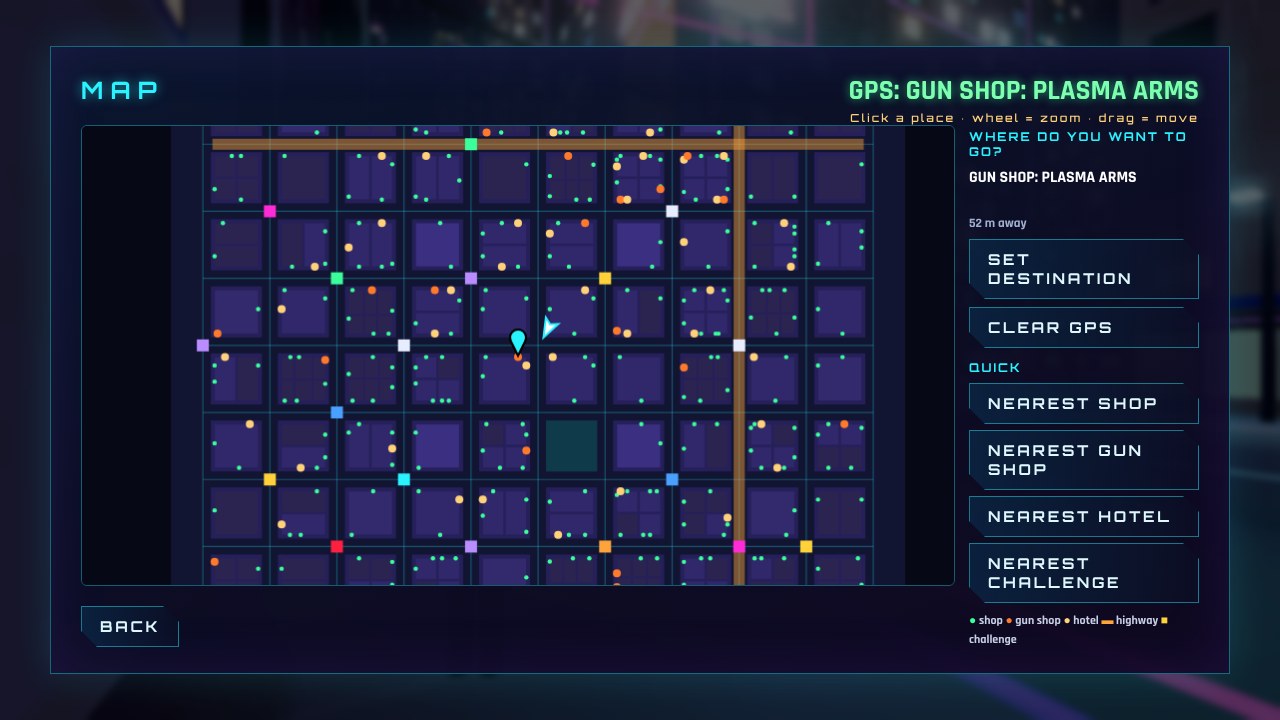 MAP
GPS: GUN SHOP: PLASMA ARMS
Click a place · wheel = zoom · drag = move
WHERE DO YOU WANT TO
GO?
GUN SHOP: PLASMA ARMS
52 m away
SET
DESTINATION
CLEAR GPS
QUICK
NEAREST SHOP
NEAREST GUN
SHOP
NEAREST HOTEL
NEAREST
CHALLENGE
shop gun shop hotel highway
challenge
BACK